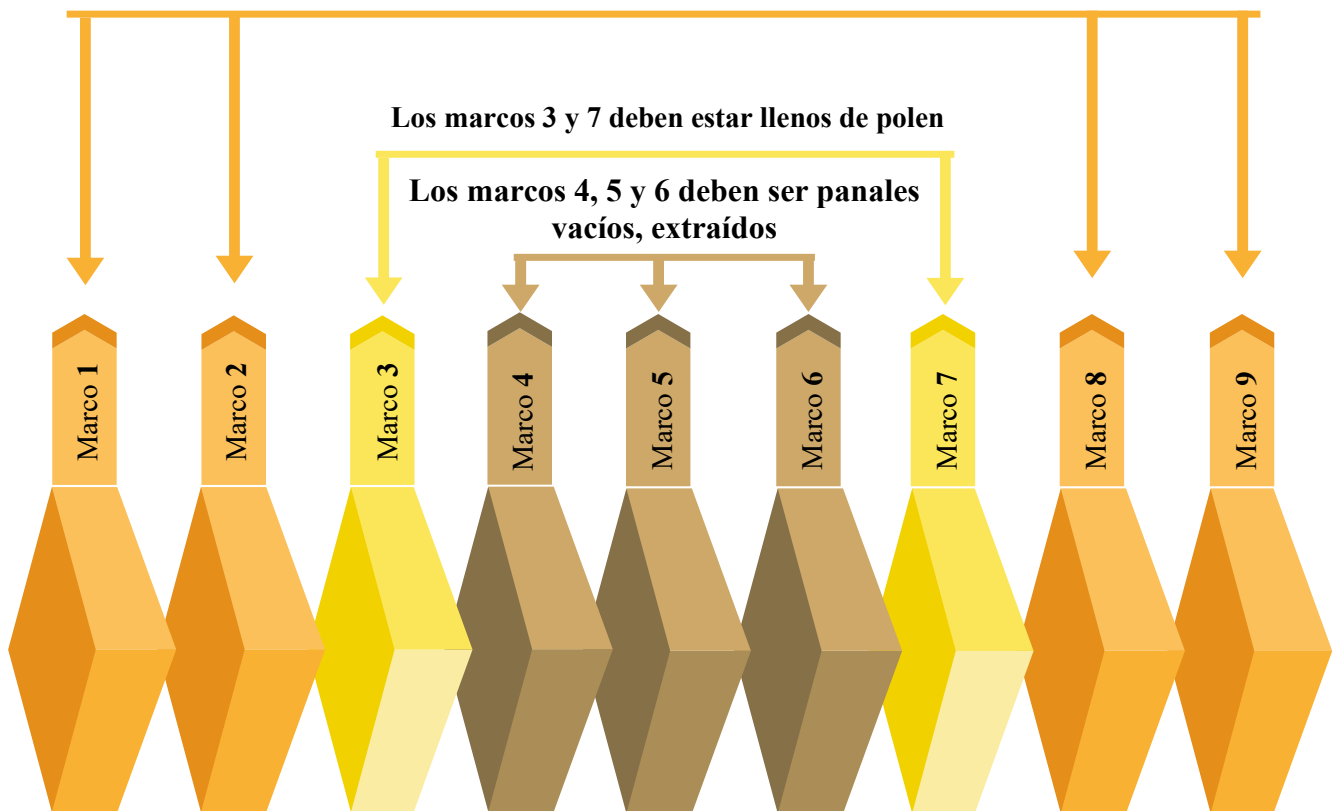 Los marcos 3 y 7 deben estar llenos de polen
Los marcos 4, 5 y 6 deben ser panales
vacíos, extraídos
Marco 1
Marco 2
Marco 3
Marco 4
Marco 5
Marco 6
Marco 7
Marco 8
Marco 9